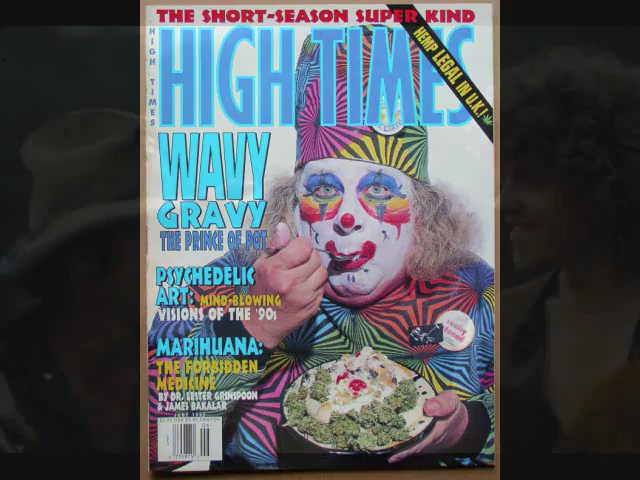 THE SHORT-SEASON SUPER KIND
HIGH TIMES
HIGH TIMES
HEMP LEGAL IN U.K.!
WAVY
GRAVY
THE PRINCE OF POT
PSYCHEDELIC
ART: MIND-BLOWING
VISIONS OF THE '90s
MARIHUANA:
THE FORBIDDEN
MEDICINE
BY DR. LESTER GRINSPOON
& JAMES BAKALAR